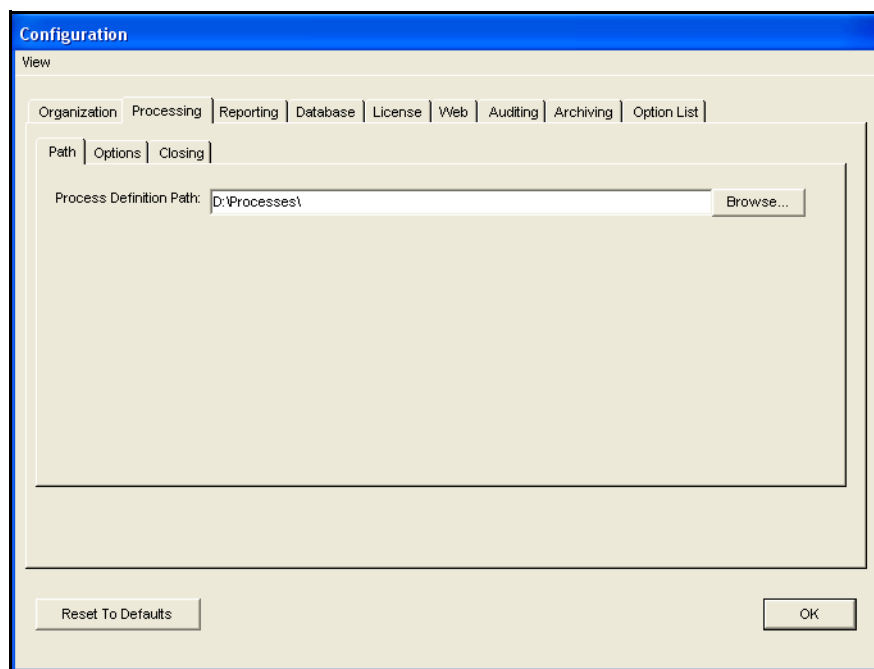 Configuration
View
Organization Processing Reporting Database License Web Auditing Archiving Option List
Path Options Closing
Process Definition Path: D:\Processes\ Browse...
Reset To Defaults OK